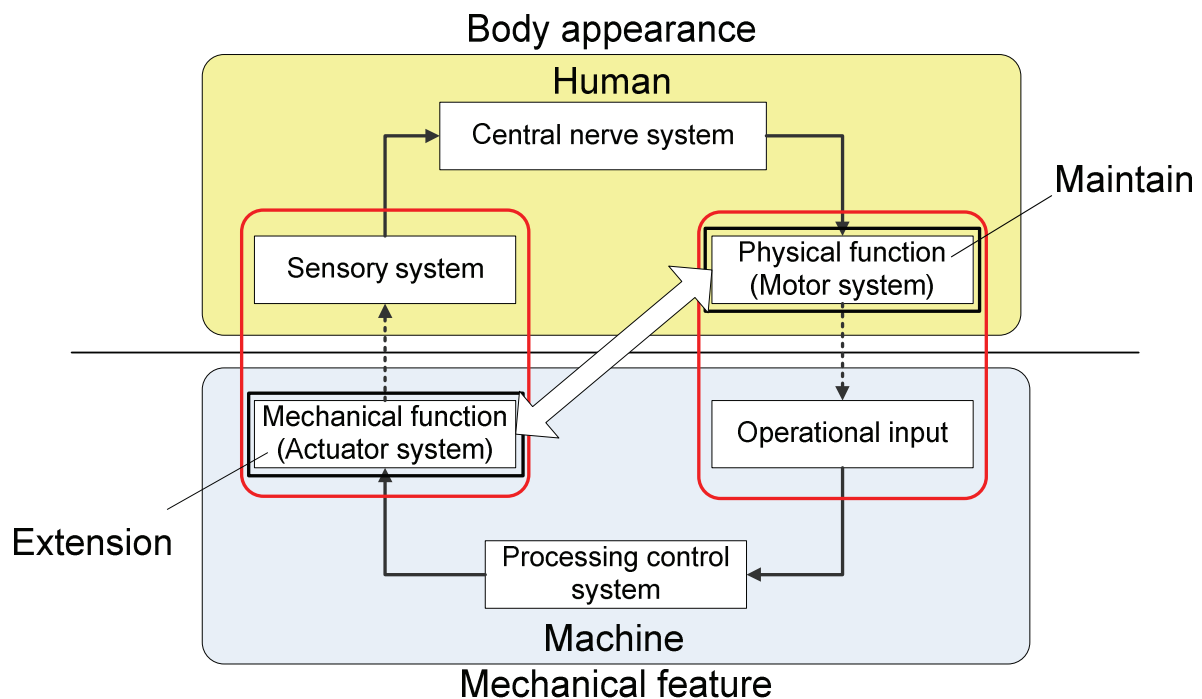 Body appearance
Human
Central nerve system
Maintain
Sensory system
Physical function
(Motor system)
Mechanical function
(Actuator system)
Operational input
Extension
Processing control
system
Machine
Mechanical feature